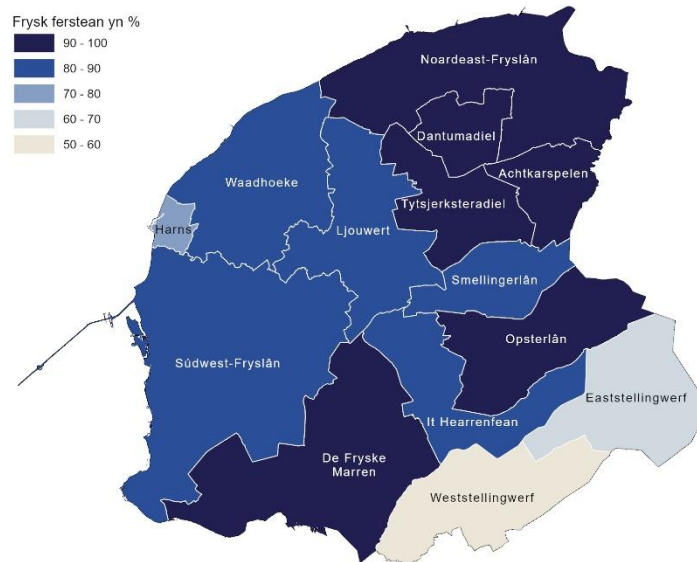 Frysk ferstean yn %
90 - 100
80 - 90
70 - 80
60 - 70
50 - 60
Noardeast-Fryslân
Dantumadiel
Achtkarspelen
Waadhoeke
Tytsjerksteradiel
Harns
Ljouwert
Smellingerlân
Opsterlân
Súdwest-Fryslân
Eaststellingwerf
It Hearrenfean
De Fryske
Marren
Weststellingwerf